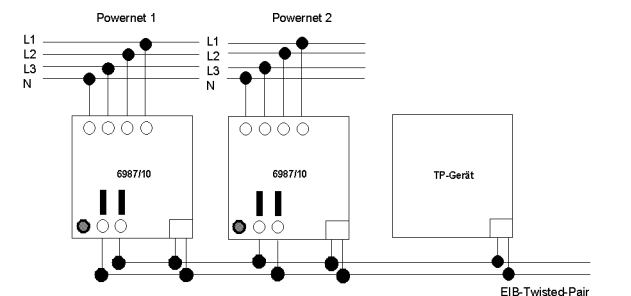 Powernet 1
Powernet 2
L1
L2
L3
N
L1
L2
L3
N
6987/10
6987/10
TP-Gerät
EIB-Twisted-Pair